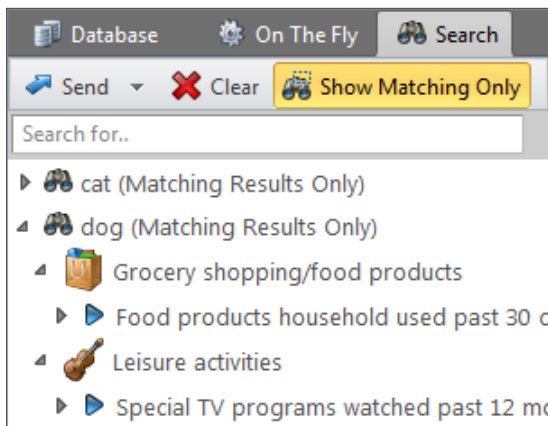 Database On The Fly Search
Send Clear Show Matching Only
Search for..
cat (Matching Results Only)
dog (Matching Results Only)
Grocery shopping/food products
Food products household used past 30
Leisure activities
Special TV programs watched past 12